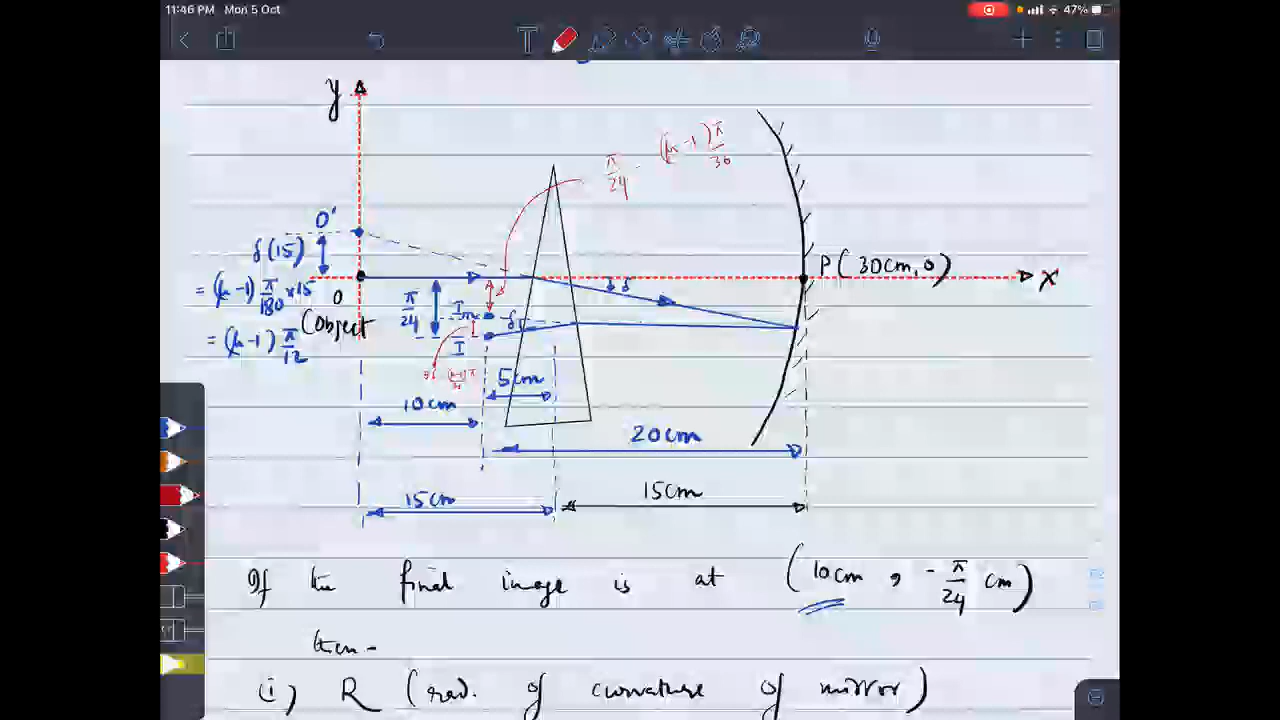 11:46 PM Mon 5 Oct
47%
y
π/24 - (μ-1)π/36
O'
δ(15)
= (μ-1) π/180 × 15
= (μ-1) π/12
O
(object
π/24
I
δ
P ( 30cm, 0 )
x
5cm
10cm
20cm
15cm
15cm
If the final image is at ( 10cm , - π/24 cm )
then -
(i) R ( rad. of curvature of mirror )